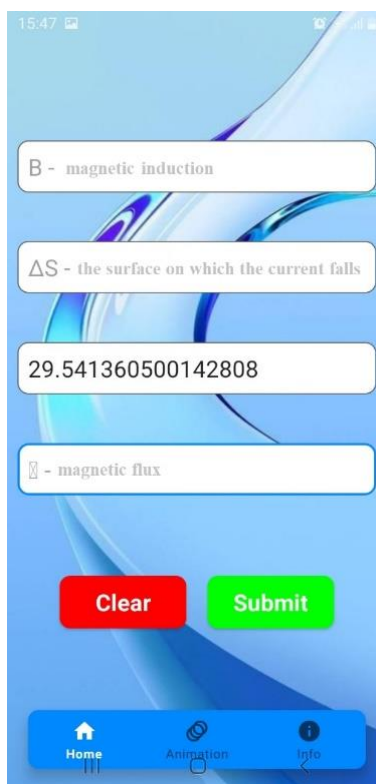 15:47
B - magnetic induction
ΔS - the surface on which the current falls
29.541360500142808
- magnetic flux
Clear Submit
Home Animation Info